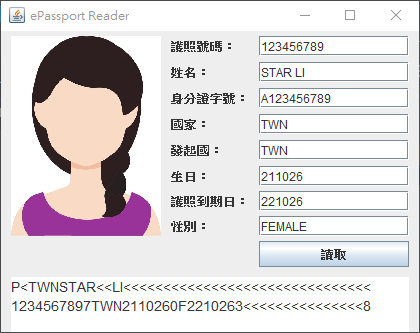 ePassport Reader
護照號碼： 123456789
姓名： STAR LI
身分證字號： A123456789
國家： TWN
發起國： TWN
生日： 211026
護照到期日： 221026
性別： FEMALE
讀取
P<TWNSTAR<<LI<<<<<<<<<<<<<<<<<<<<<<<<<<<<<<<
1234567897TWN2110260F2210263<<<<<<<<<<<<<<<8